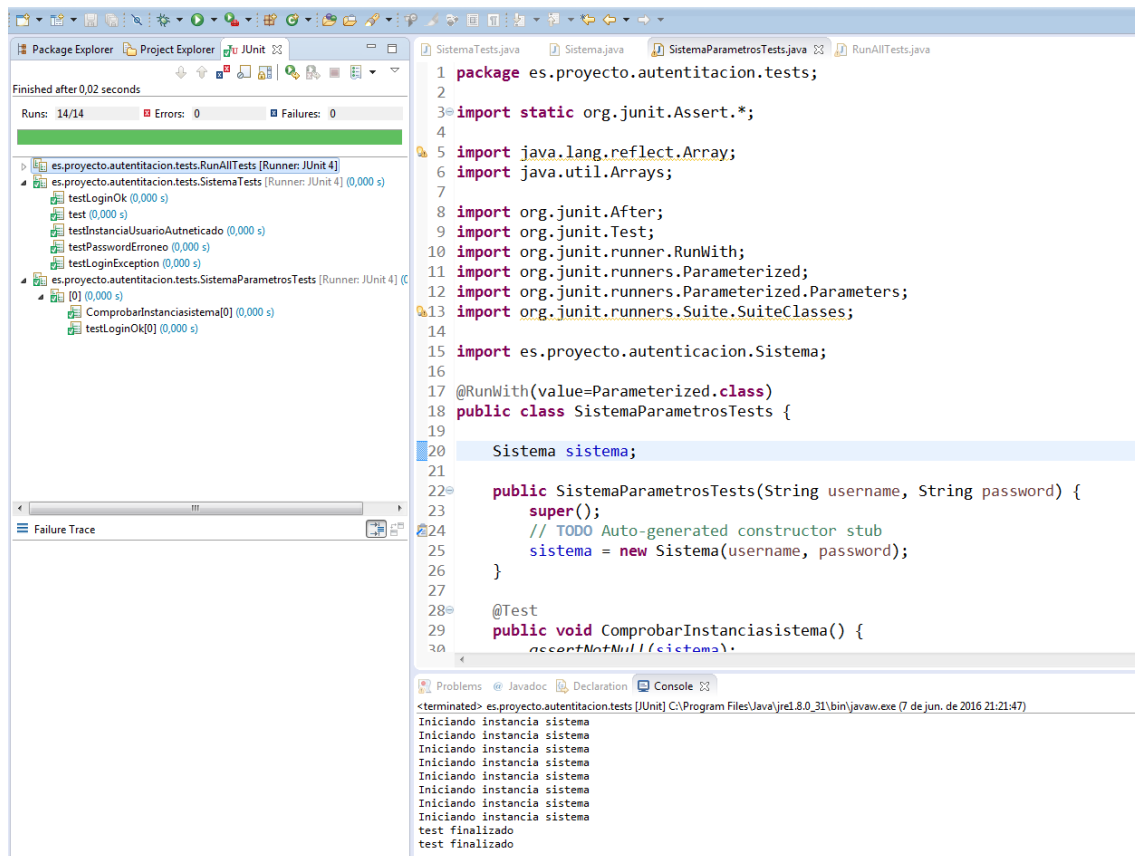 Package Explorer Project Explorer JUnit
Finished after 0,02 seconds
Runs: 14/14 Errors: 0 Failures: 0
es.proyecto.autentitacion.tests.RunAllTests [Runner: JUnit 4]
es.proyecto.autentitacion.tests.SistemaTests [Runner: JUnit 4] (0,000 s)
testLoginOk (0,000 s)
test (0,000 s)
testInstanciaUsuarioAutneticado (0,000 s)
testPasswordErroneo (0,000 s)
testLoginException (0,000 s)
es.proyecto.autentitacion.tests.SistemaParametrosTests [Runner: JUnit 4] (0
[0] (0,000 s)
ComprobarInstanciasistema[0] (0,000 s)
testLoginOk[0] (0,000 s)
Failure Trace
SistemaTests.java Sistema.java SistemaParametrosTests.java RunAllTests.java
1 package es.proyecto.autentitacion.tests;
2
3 import static org.junit.Assert.*;
4
5 import java.lang.reflect.Array;
6 import java.util.Arrays;
7
8 import org.junit.After;
9 import org.junit.Test;
10 import org.junit.runner.RunWith;
11 import org.junit.runners.Parameterized;
12 import org.junit.runners.Parameterized.Parameters;
13 import org.junit.runners.Suite.SuiteClasses;
14
15 import es.proyecto.autenticacion.Sistema;
16
17 @RunWith(value=Parameterized.class)
18 public class SistemaParametrosTests {
19
20 Sistema sistema;
21
22 public SistemaParametrosTests(String username, String password) {
23 super();
24 // TODO Auto-generated constructor stub
25 sistema = new Sistema(username, password);
26 }
27
28 @Test
29 public void ComprobarInstanciasistema() {
30 assertNotNull(sistema);
Problems Javadoc Declaration Console
<terminated> es.proyecto.autentitacion.tests [JUnit] C:\Program Files\Java\jre1.8.0_31\bin\javaw.exe (7 de jun. de 2016 21:21:47)
Iniciando instancia sistema
Iniciando instancia sistema
Iniciando instancia sistema
Iniciando instancia sistema
Iniciando instancia sistema
Iniciando instancia sistema
Iniciando instancia sistema
Iniciando instancia sistema
test finalizado
test finalizado